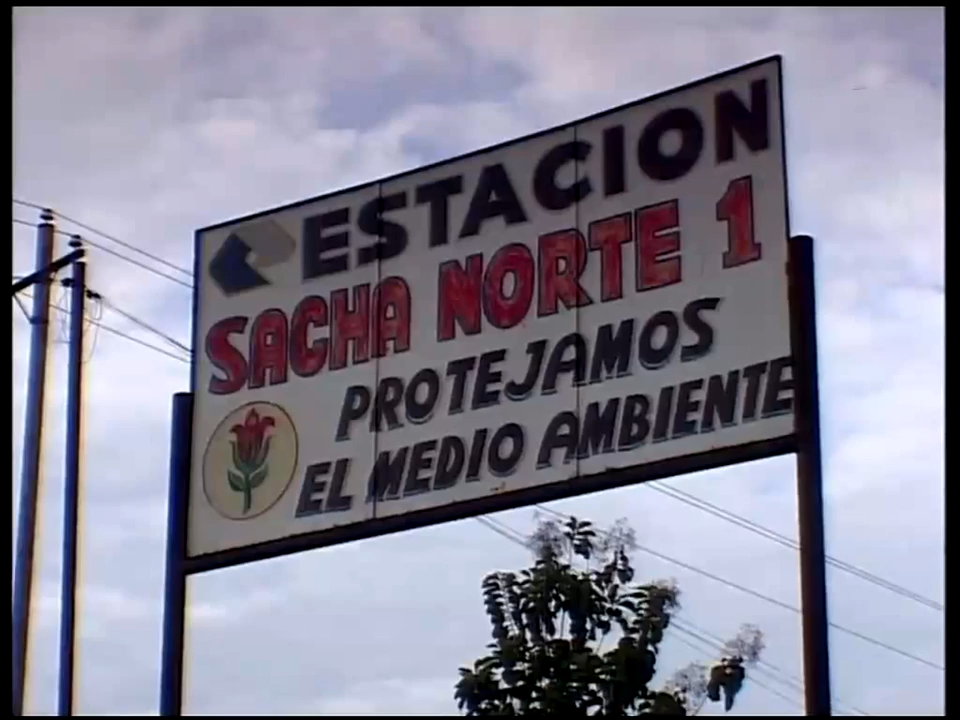 ESTACION
SACHA NORTE 1
PROTEJAMOS
EL MEDIO AMBIENTE